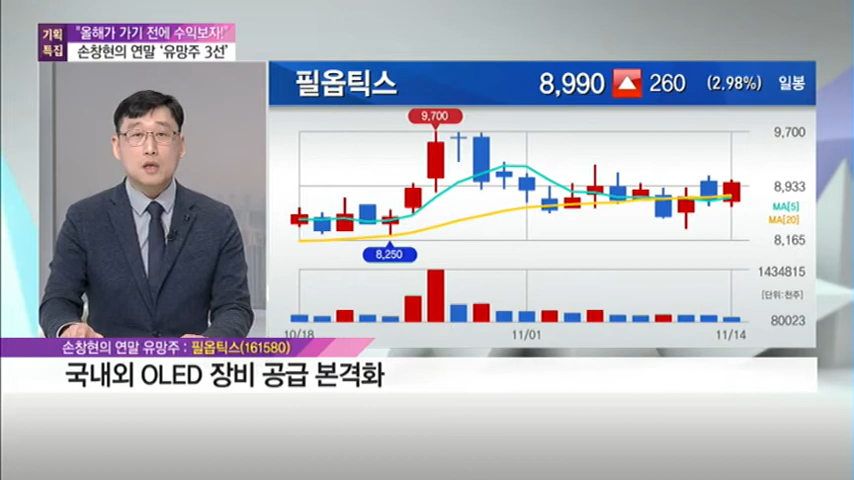 기획
특집
"올해가 가기 전에 수익보자!"
손창현의 연말 '유망주 3선'
필옵틱스 8,990 ▲ 260 (2.98%) 일봉
9,700
9,700
8,933
MA[5]
MA[20]
8,250
8,165
1434815
[단위:천주]
80023
10/18 11/01 11/14
손창현의 연말 유망주 : 필옵틱스(161580)
국내외 OLED 장비 공급 본격화